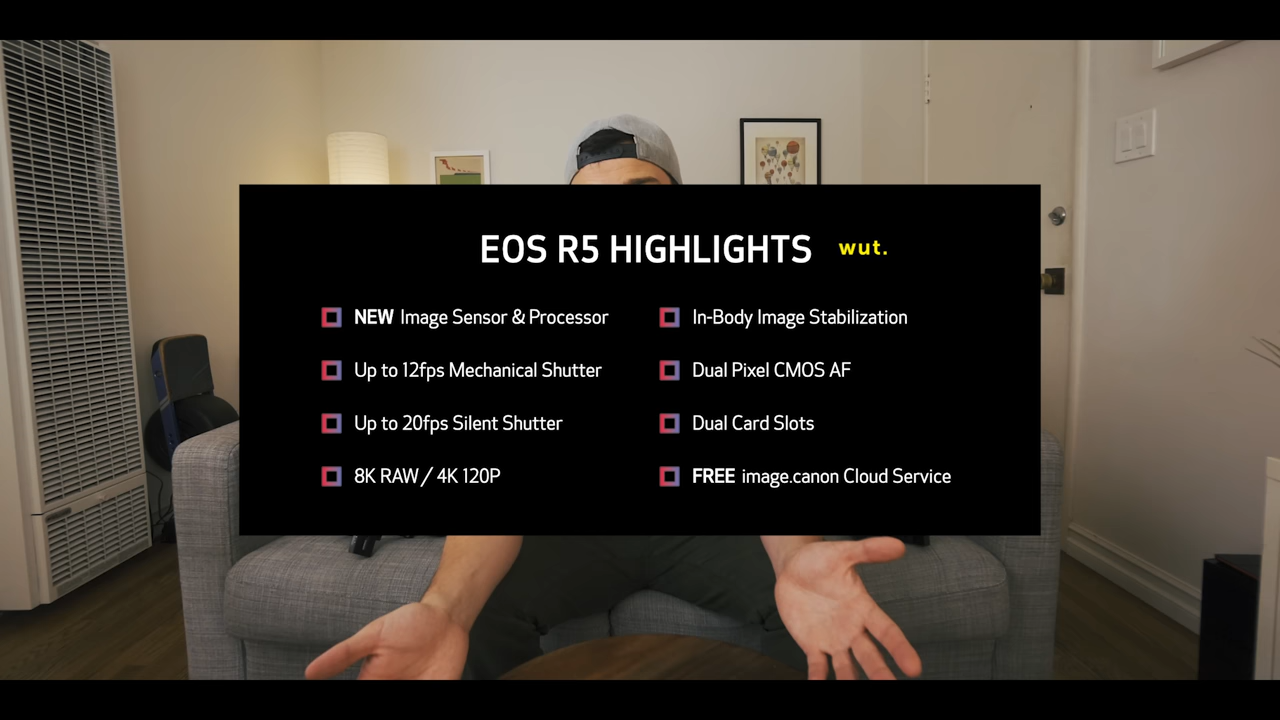 EOS R5 HIGHLIGHTS wut.
NEW Image Sensor & Processor
Up to 12fps Mechanical Shutter
Up to 20fps Silent Shutter
8K RAW / 4K 120P
In-Body Image Stabilization
Dual Pixel CMOS AF
Dual Card Slots
FREE image.canon Cloud Service